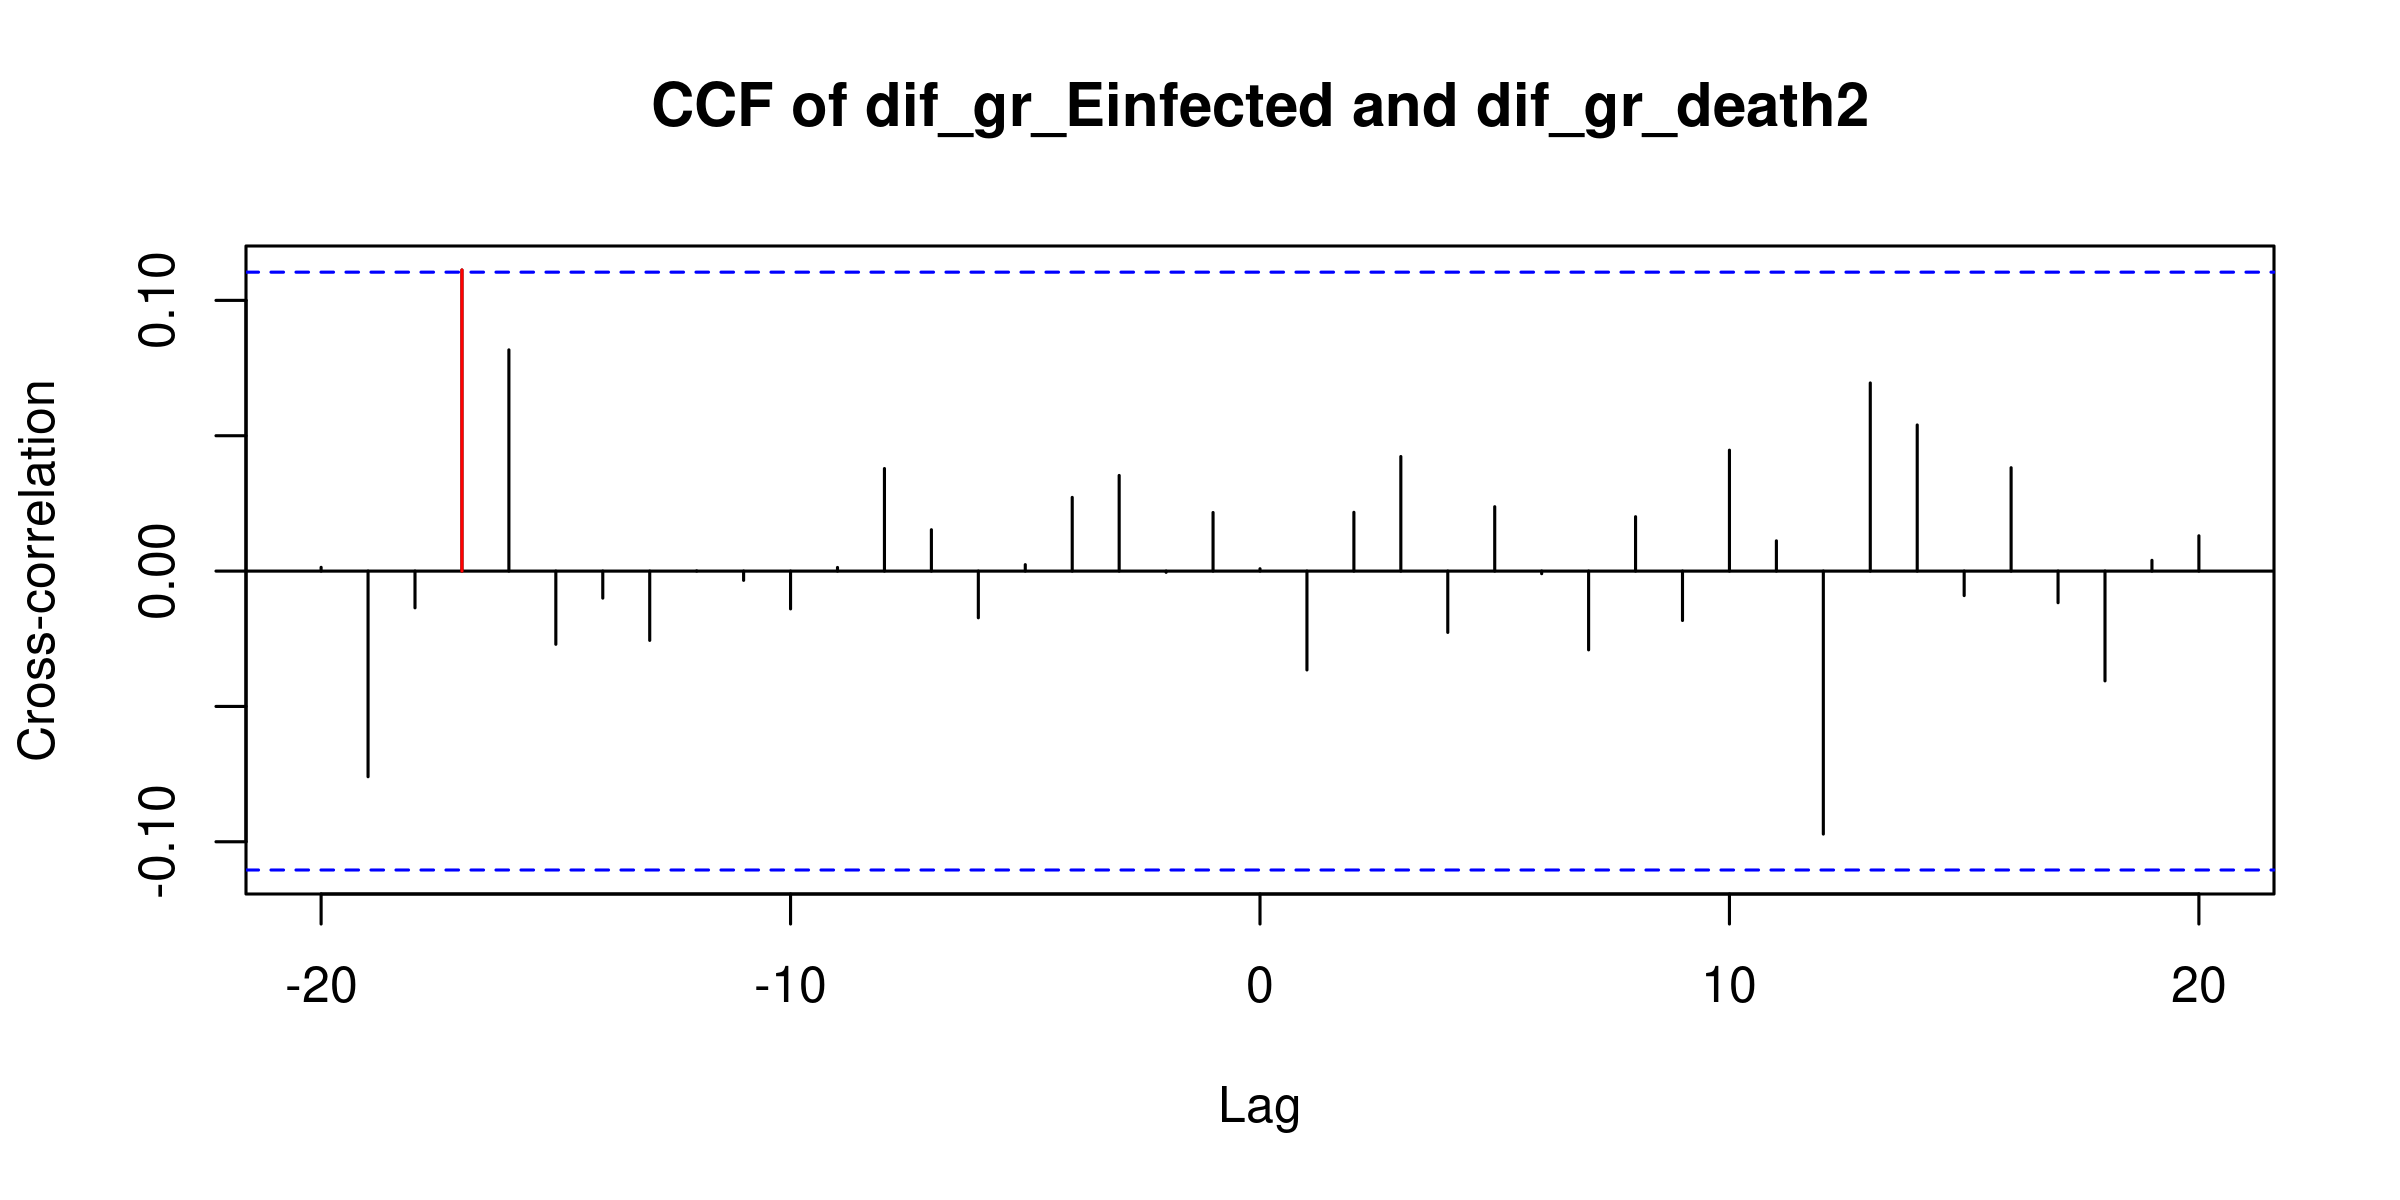 CCF of dif_gr_Einfected and dif_gr_death2
Cross-correlation
0.10
0.00
-0.10
-20 -10 0 10 20
Lag